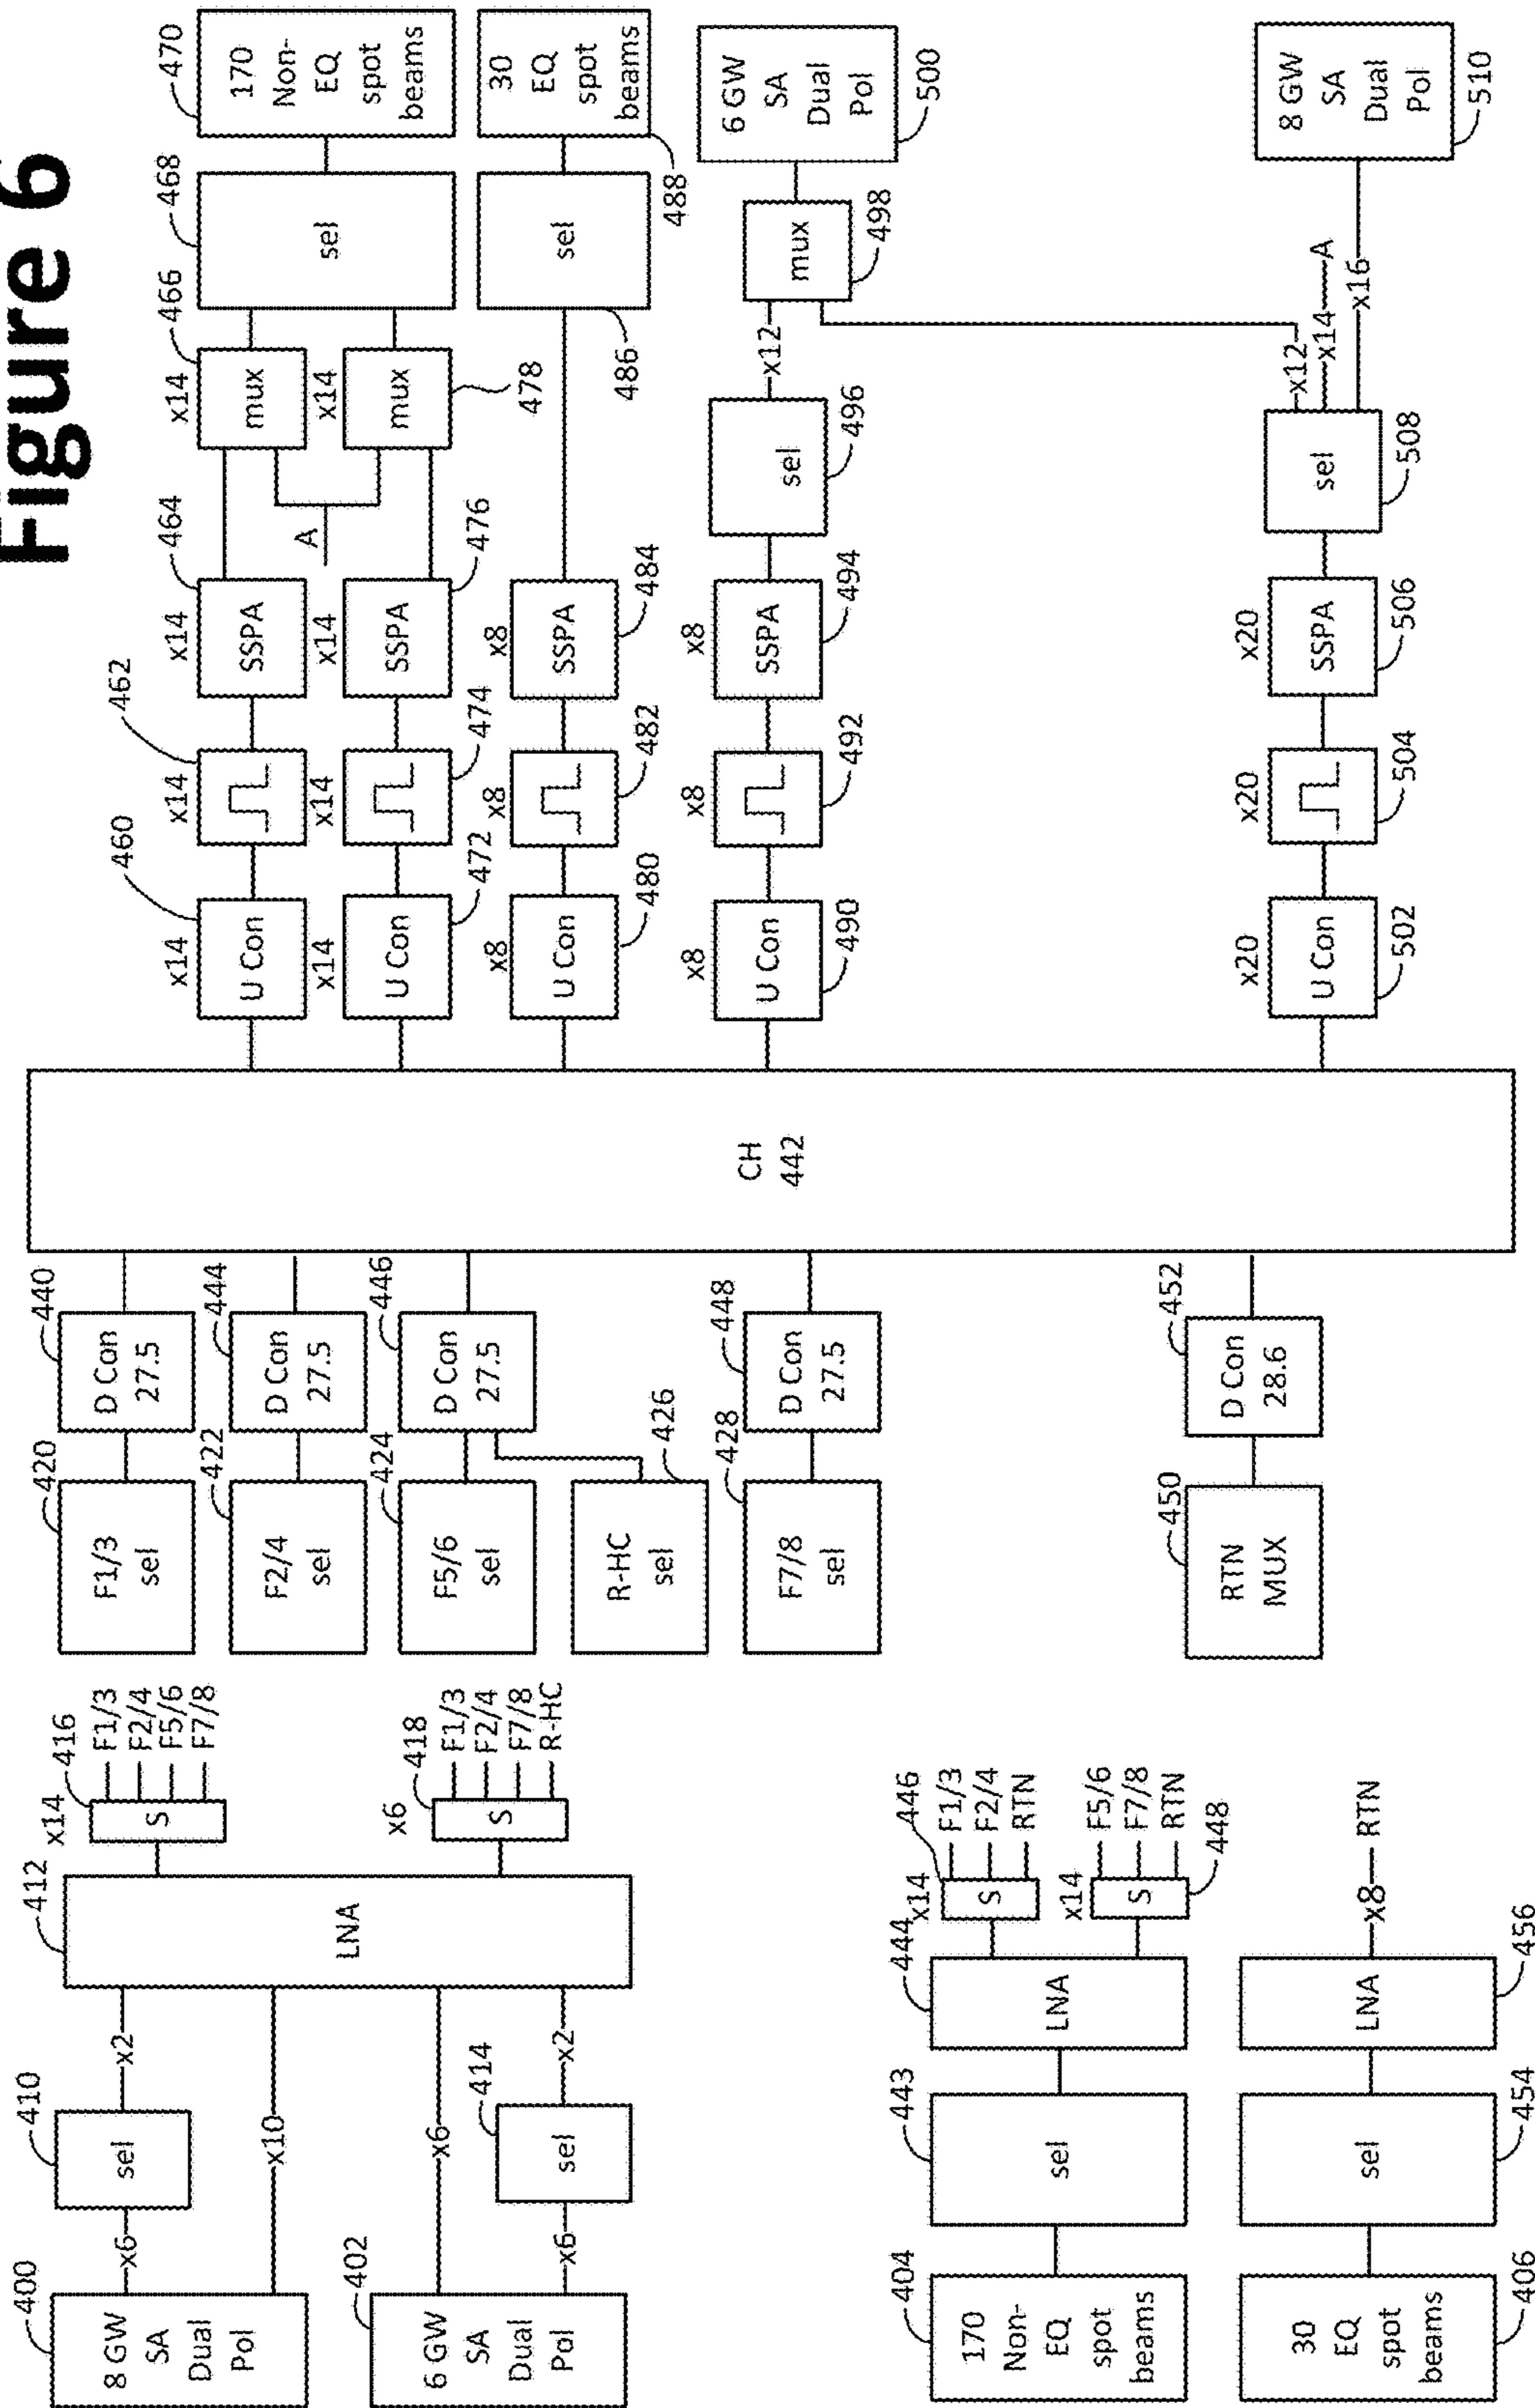 Figure 6
400
8 GW
SA
Dual
Pol
x6
410
sel
x2
x10
402
6 GW
SA
Dual
Pol
x6
x6
414
sel
x2
412
LNA
x14
416
S
F1/3
F2/4
F5/6
F7/8
x6
418
S
F1/3
F2/4
F7/8
R-HC
404
170
Non-
EQ
spot
beams
443
sel
444
LNA
x14
446
S
F1/3
F2/4
RTN
x14
S
448
F5/6
F7/8
RTN
30
EQ
spot
beams
406
sel
454
LNA
456
x8
RTN
420
F1/3
sel
440
D Con
27.5
422
F2/4
sel
444
D Con
27.5
424
F5/6
sel
446
D Con
27.5
426
R-HC
sel
428
F7/8
sel
448
D Con
27.5
450
RTN
MUX
452
D Con
28.6
CH
442
x14
460
U Con
x14
462
x14
464
SSPA
x14
466
mux
468
sel
470
170
Non-
EQ
spot
beams
x14
U Con
472
x14
474
x14
SSPA
476
A
x14
mux
478
x8
U Con
480
x8
482
x8
SSPA
484
sel
486
30
EQ
spot
beams
488
x8
U Con
490
x8
492
x8
SSPA
494
sel
496
x12
mux
498
6 GW
SA
Dual
Pol
500
x20
U Con
502
x20
504
x20
SSPA
506
sel
508
x12
x14
A
x16
8 GW
SA
Dual
Pol
510